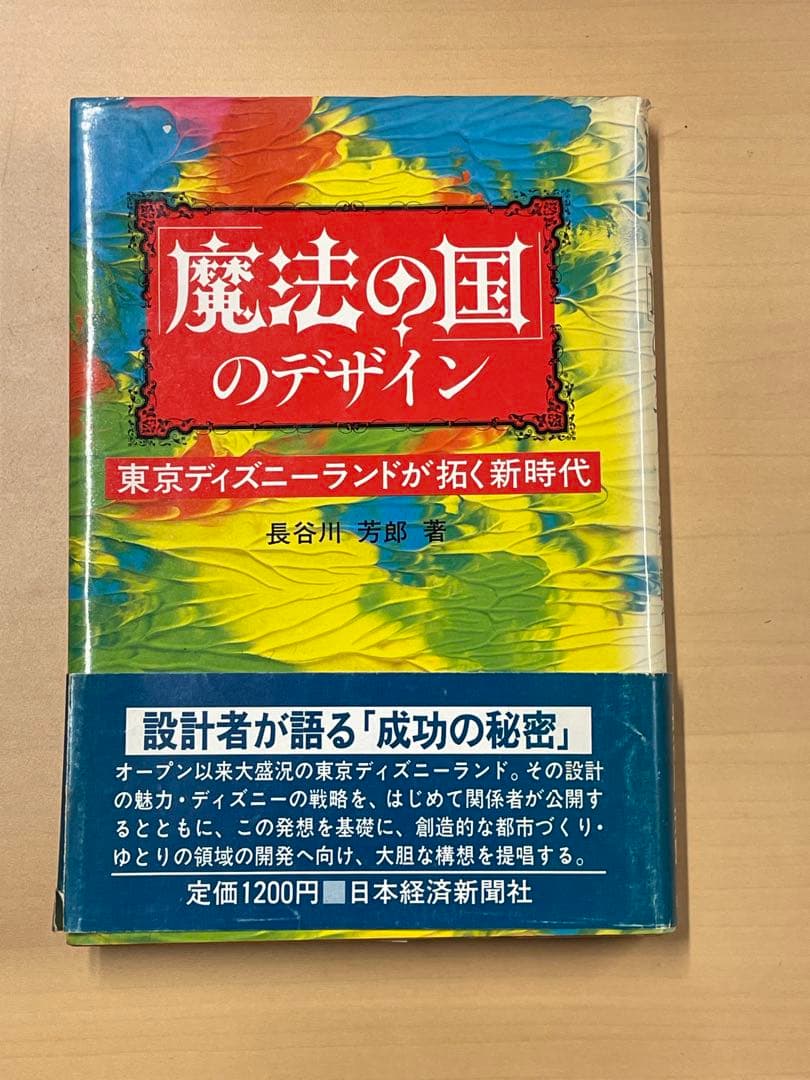 「魔法の国」
のデザイン
東京ディズニーランドが拓く新時代
長谷川 芳郎 著
設計者が語る「成功の秘密」
オープン以来大盛況の東京ディズニーランド。その設計
の魅力・ディズニーの戦略を、はじめて関係者が公開す
るとともに、この発想を基礎に、創造的な都市づくり・
ゆとりの領域の開発へ向け、大胆な構想を提唱する。
定価1200円■日本経済新聞社